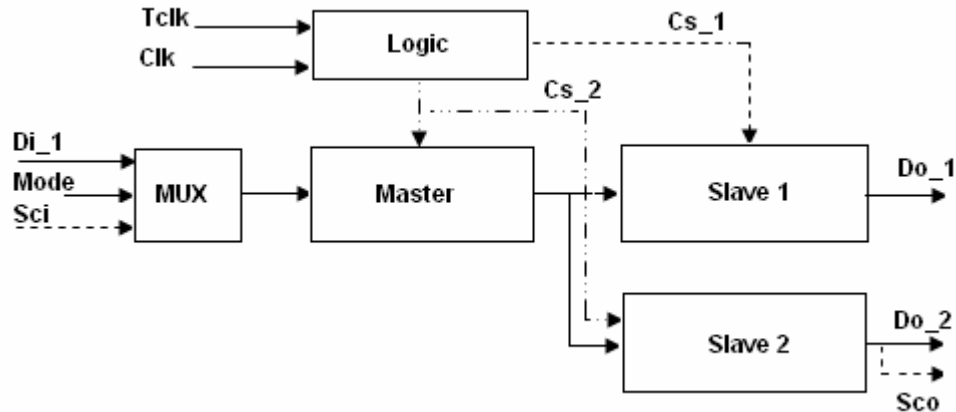 Tclk
Logic
Cs_1
Clk
Cs_2
Di_1
Mode
MUX
Master
Slave 1
Do_1
Sci
Slave 2
Do_2
Sco